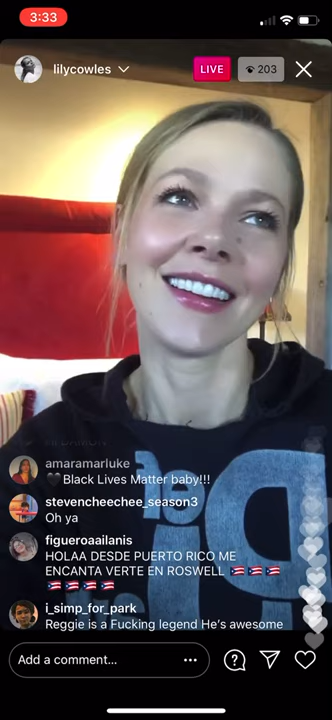 3:33
lilycowles
LIVE
203
amaramarluke
🖤Black Lives Matter baby!!!
stevencheechee_season3
Oh ya
figueroaailanis
HOLAA DESDE PUERTO RICO ME
ENCANTA VERTE EN ROSWELL 🇵🇷🇵🇷🇵🇷
🇵🇷🇵🇷🇵🇷🇵🇷
i_simp_for_park
Reggie is a Fucking legend He's awesome
Add a comment...